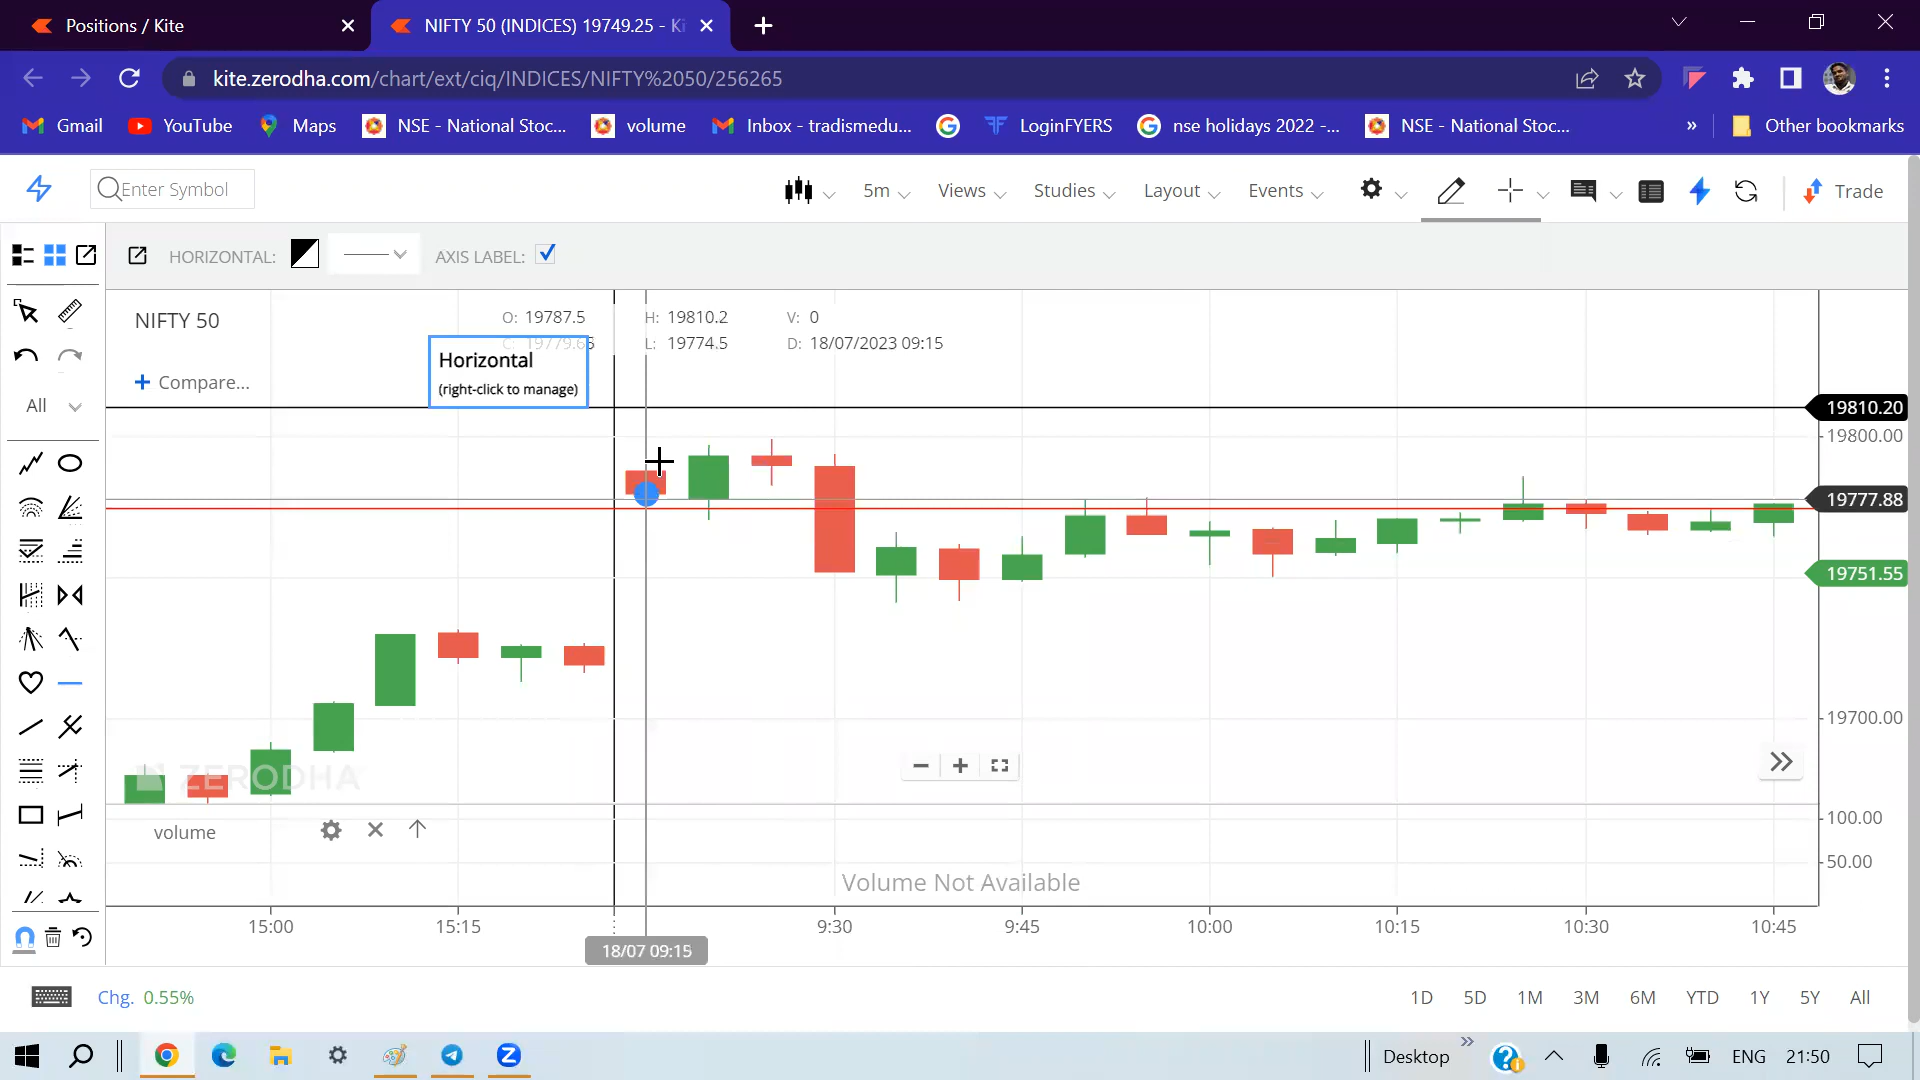 Positions / Kite
NIFTY 50 (INDICES) 19749.25 - Ki
kite.zerodha.com/chart/ext/ciq/INDICES/NIFTY%2050/256265
Gmail
YouTube
Maps
NSE - National Stoc...
volume
Inbox - tradismedu...
LoginFYERS
nse holidays 2022 -...
NSE - National Stoc...
»
Other bookmarks
Enter Symbol
5m
Views
Studies
Layout
Events
Trade
HORIZONTAL:
AXIS LABEL:
NIFTY 50
O: 19787.5
H: 19810.2
V: 0
C: 19779.65
L: 19774.5
D: 18/07/2023 09:15
Horizontal
(right-click to manage)
+ Compare...
All
19810.20
19800.00
19777.88
19751.55
19700.00
ZERODHA
volume
100.00
50.00
Volume Not Available
15:00
15:15
9:30
9:45
10:00
10:15
10:30
10:45
18/07 09:15
Chg. 0.55%
1D
5D
1M
3M
6M
YTD
1Y
5Y
All
Desktop
ENG
21:50